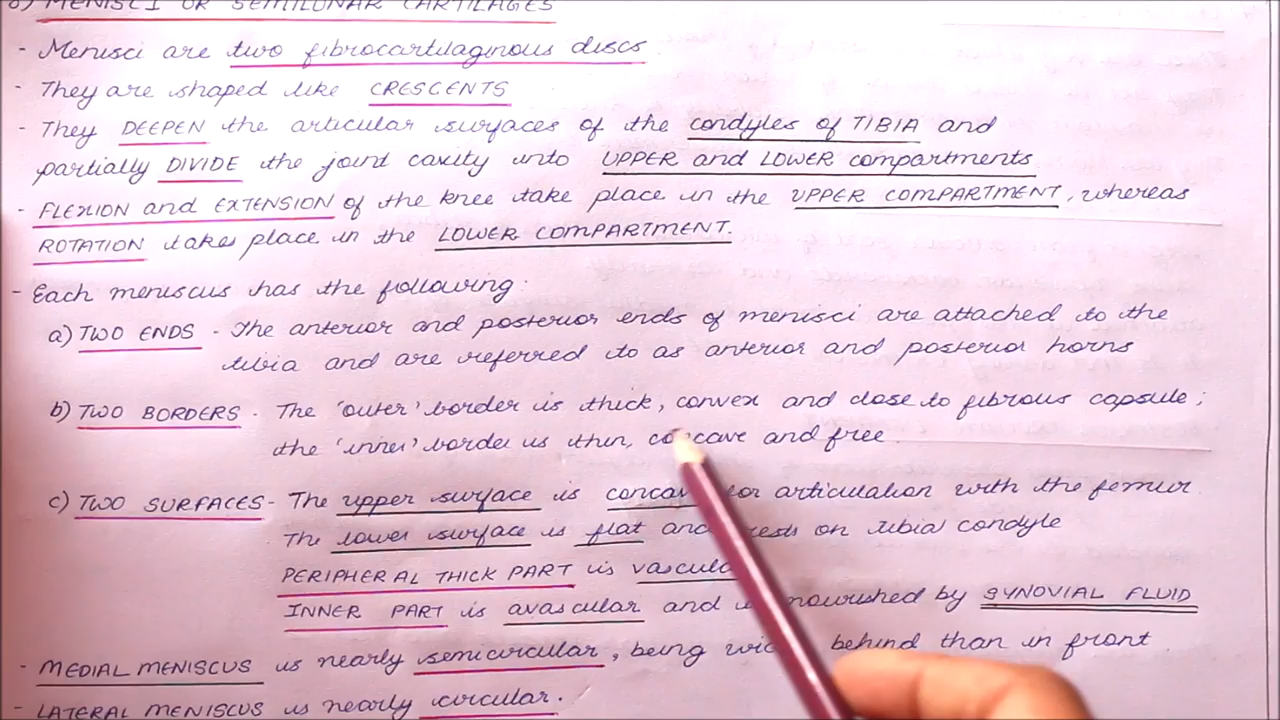 MENISCI OR SEMILUNAR CARTILAGES
- Menisci are two fibrocartilaginous discs
- They are shaped like CRESCENTS
- They DEEPEN the articular surfaces of the condyles of TIBIA and
partially DIVIDE the joint cavity into UPPER and LOWER compartments
- FLEXION and EXTENSION of the knee take place in the UPPER COMPARTMENT, whereas
ROTATION takes place in the LOWER COMPARTMENT.
- Each meniscus has the following:
a) TWO ENDS - The anterior and posterior ends of menisci are attached to the
tibia and are referred to as anterior and posterior horns
b) TWO BORDERS - The 'outer' border is thick, convex and close to fibrous capsule;
the 'inner' border is thin, concave and free.
c) TWO SURFACES - The upper surface is concav for articulation with the femur
The lower surface is flat and rests on tibia condyle
PERIPHERAL THICK PART is vascula
INNER PART is avascular and nourished by SYNOVIAL FLUID
- MEDIAL MENISCUS is nearly semicircular, being behind than in front
- LATERAL MENISCUS is nearly circular.